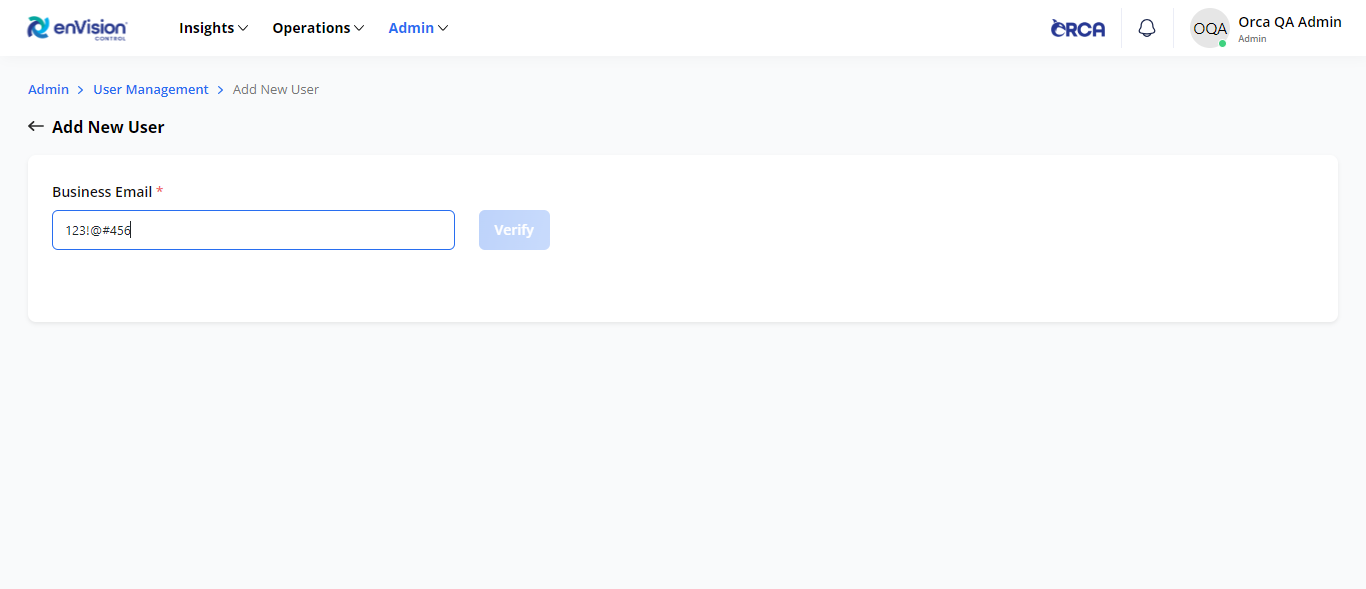 enVision
CONTROL
Insights Operations Admin
ORCA
OQA
Orca QA Admin
Admin
Admin > User Management > Add New User
← Add New User
Business Email *
123!@#456
Verify